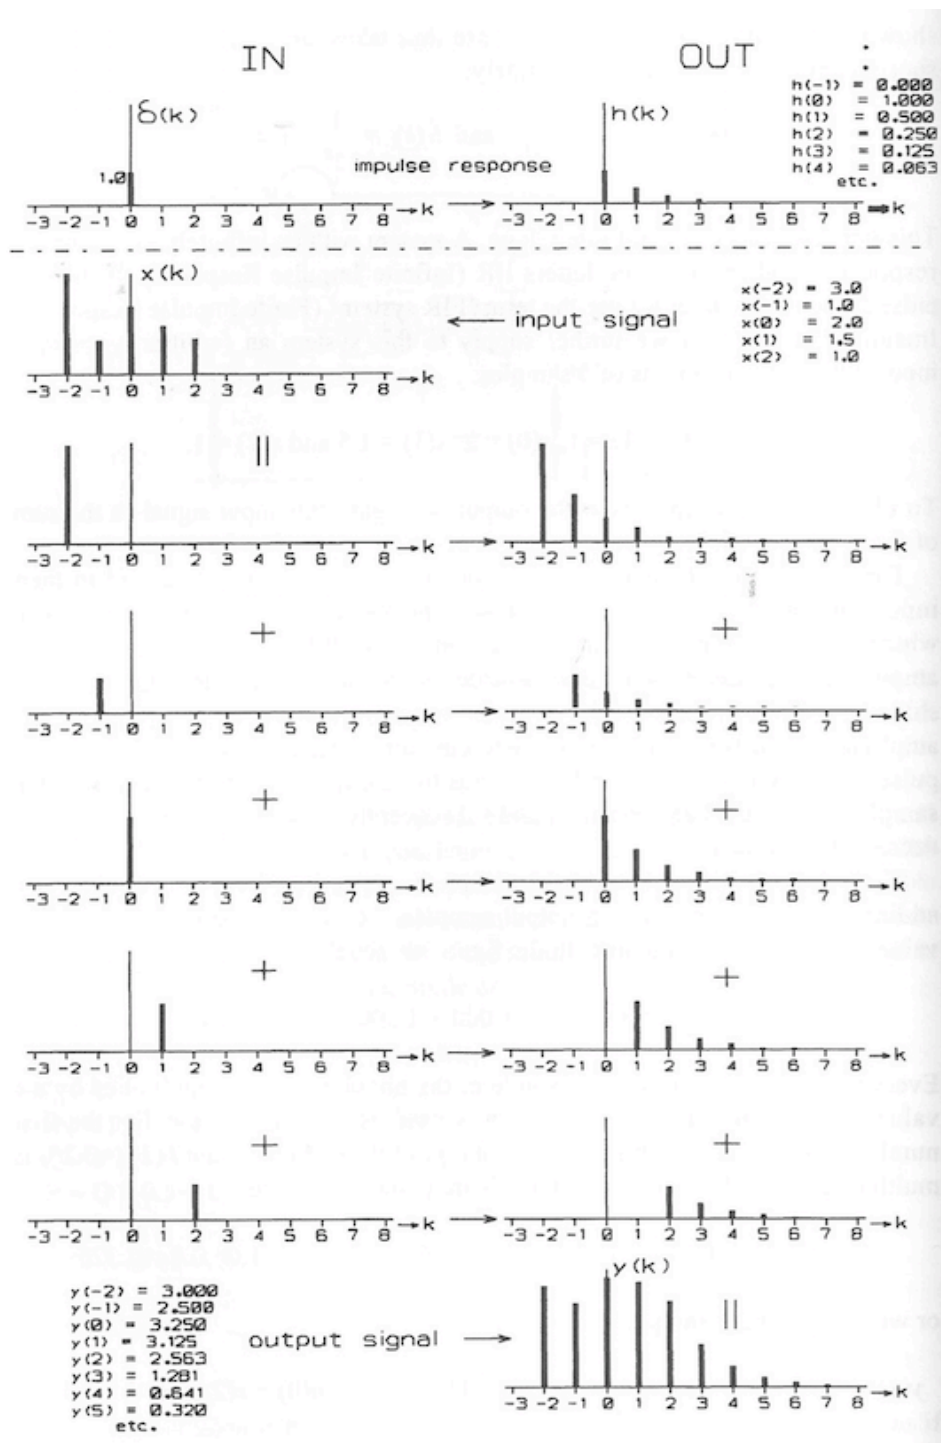 IN
OUT
:
h(-1) = 0.000
h(0) = 1.000
h(1) = 0.500
h(2) = 0.250
h(3) = 0.125
h(4) = 0.063
etc.
δ(k)
h(k)
impulse response
1.0
-3 -2 -1 0 1 2 3 4 5 6 7 8 →k
-3 -2 -1 0 1 2 3 4 5 6 7 8 →k
x(k)
x(-2) = 3.0
x(-1) = 1.0
x(0) = 2.0
x(1) = 1.5
x(2) = 1.0
← input signal
-3 -2 -1 0 1 2 3 4 5 6 7 8 →k
||
-3 -2 -1 0 1 2 3 4 5 6 7 8 →k
-3 -2 -1 0 1 2 3 4 5 6 7 8 →k
+
+
-3 -2 -1 0 1 2 3 4 5 6 7 8 →k
-3 -2 -1 0 1 2 3 4 5 6 7 8 →k
+
+
-3 -2 -1 0 1 2 3 4 5 6 7 8 →k
-3 -2 -1 0 1 2 3 4 5 6 7 8 →k
+
+
-3 -2 -1 0 1 2 3 4 5 6 7 8 →k
-3 -2 -1 0 1 2 3 4 5 6 7 8 →k
+
+
-3 -2 -1 0 1 2 3 4 5 6 7 8 →k
-3 -2 -1 0 1 2 3 4 5 6 7 8 →k
y(-2) = 3.000
y(-1) = 2.500
y(0) = 3.250
y(1) = 3.125
y(2) = 2.563
y(3) = 1.281
y(4) = 0.641
y(5) = 0.320
etc.
output signal →
y(k)
||
-3 -2 -1 0 1 2 3 4 5 6 7 8 →k